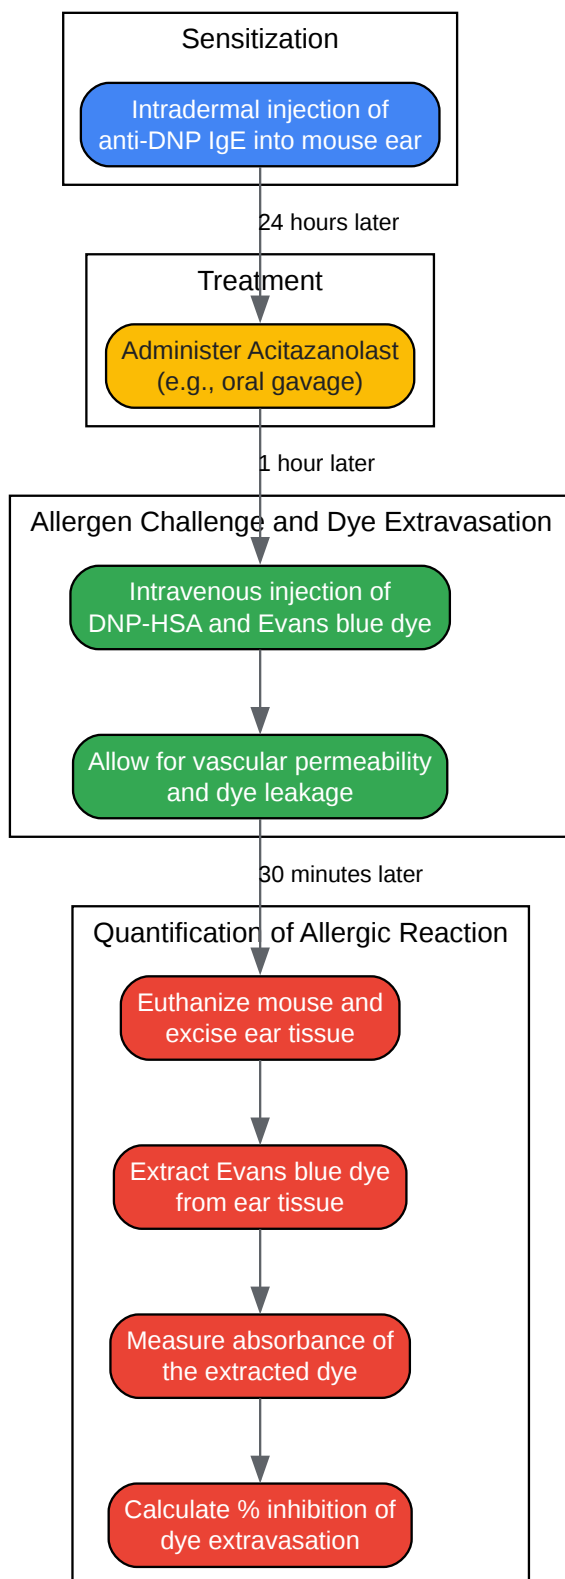 Sensitization
Intradermal injection of
anti-DNP IgE into mouse ear
24 hours later
Treatment
Administer Acitazanolast
(e.g., oral gavage)
1 hour later
Allergen Challenge and Dye Extravasation
Intravenous injection of
DNP-HSA and Evans blue dye
Allow for vascular permeability
and dye leakage
30 minutes later
Quantification of Allergic Reaction
Euthanize mouse and
excise ear tissue
Extract Evans blue dye
from ear tissue
Measure absorbance of
the extracted dye
Calculate % inhibition of
dye extravasation